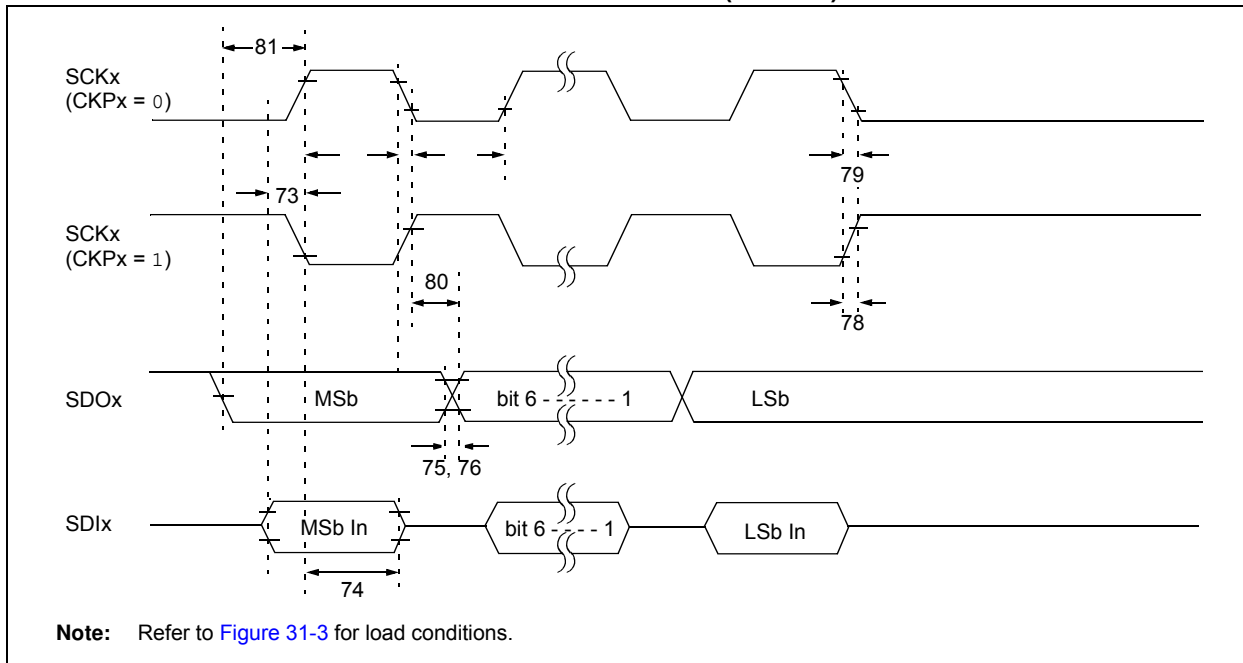 81
SCKx
(CKPx = 0)
79
73
SCKx
(CKPx = 1)
80
78
SDOx
MSb
bit 6 - - - - - - 1
LSb
75, 76
SDIx
MSb In
bit 6 - - - - 1
LSb In
74
Note: Refer to Figure 31-3 for load conditions.